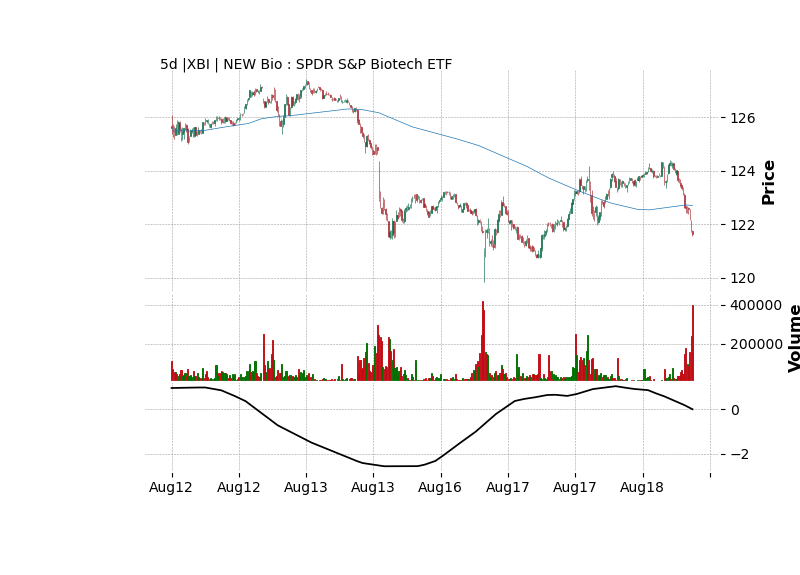 5d |XBI | NEW Bio : SPDR S&P Biotech ETF
126
124
122
120
Price
400000
200000
Volume
0
−2
Aug12 Aug12 Aug13 Aug13 Aug16 Aug17 Aug17 Aug18